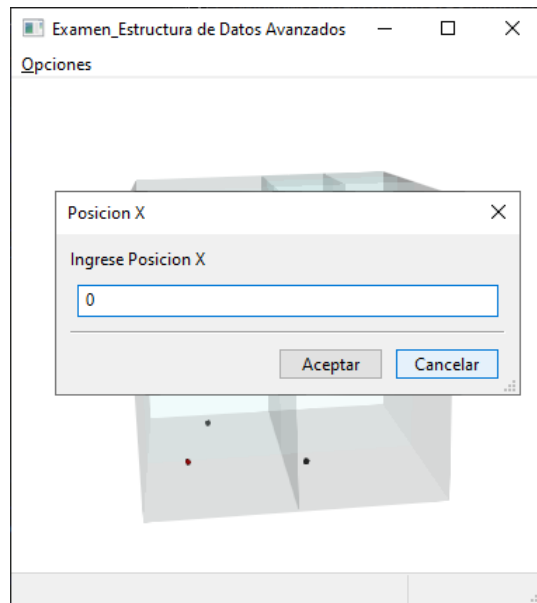 Examen_Estructura de Datos Avanzados
Opciones
Posicion X
Ingrese Posicion X
0
Aceptar
Cancelar